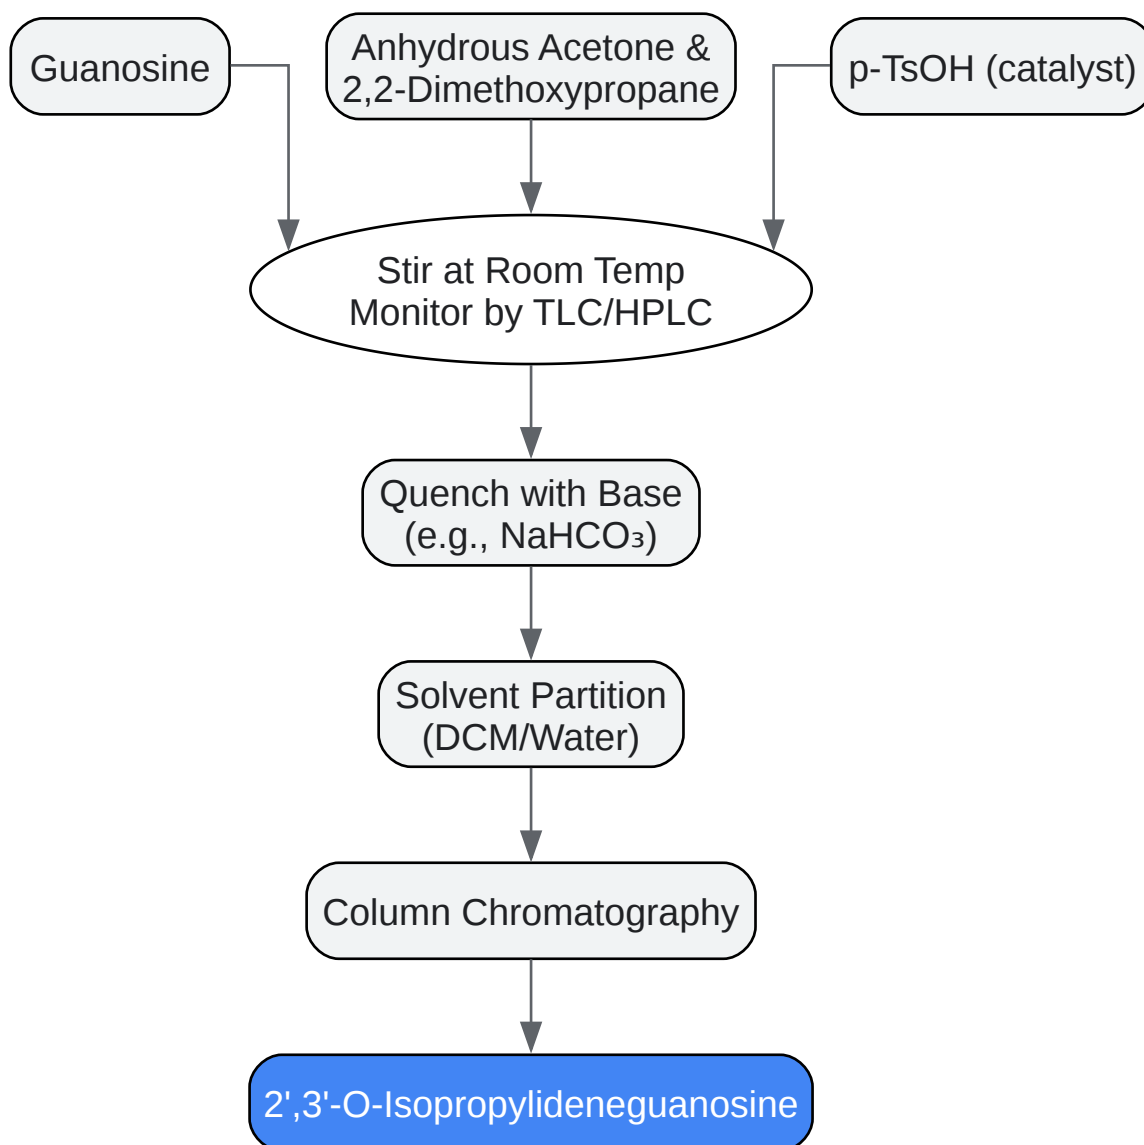 Guanosine
Anhydrous Acetone &
2,2-Dimethoxypropane
p-TsOH (catalyst)
Stir at Room Temp
Monitor by TLC/HPLC
Quench with Base
(e.g., NaHCO₃)
Solvent Partition
(DCM/Water)
Column Chromatography
2',3'-O-Isopropylideneguanosine